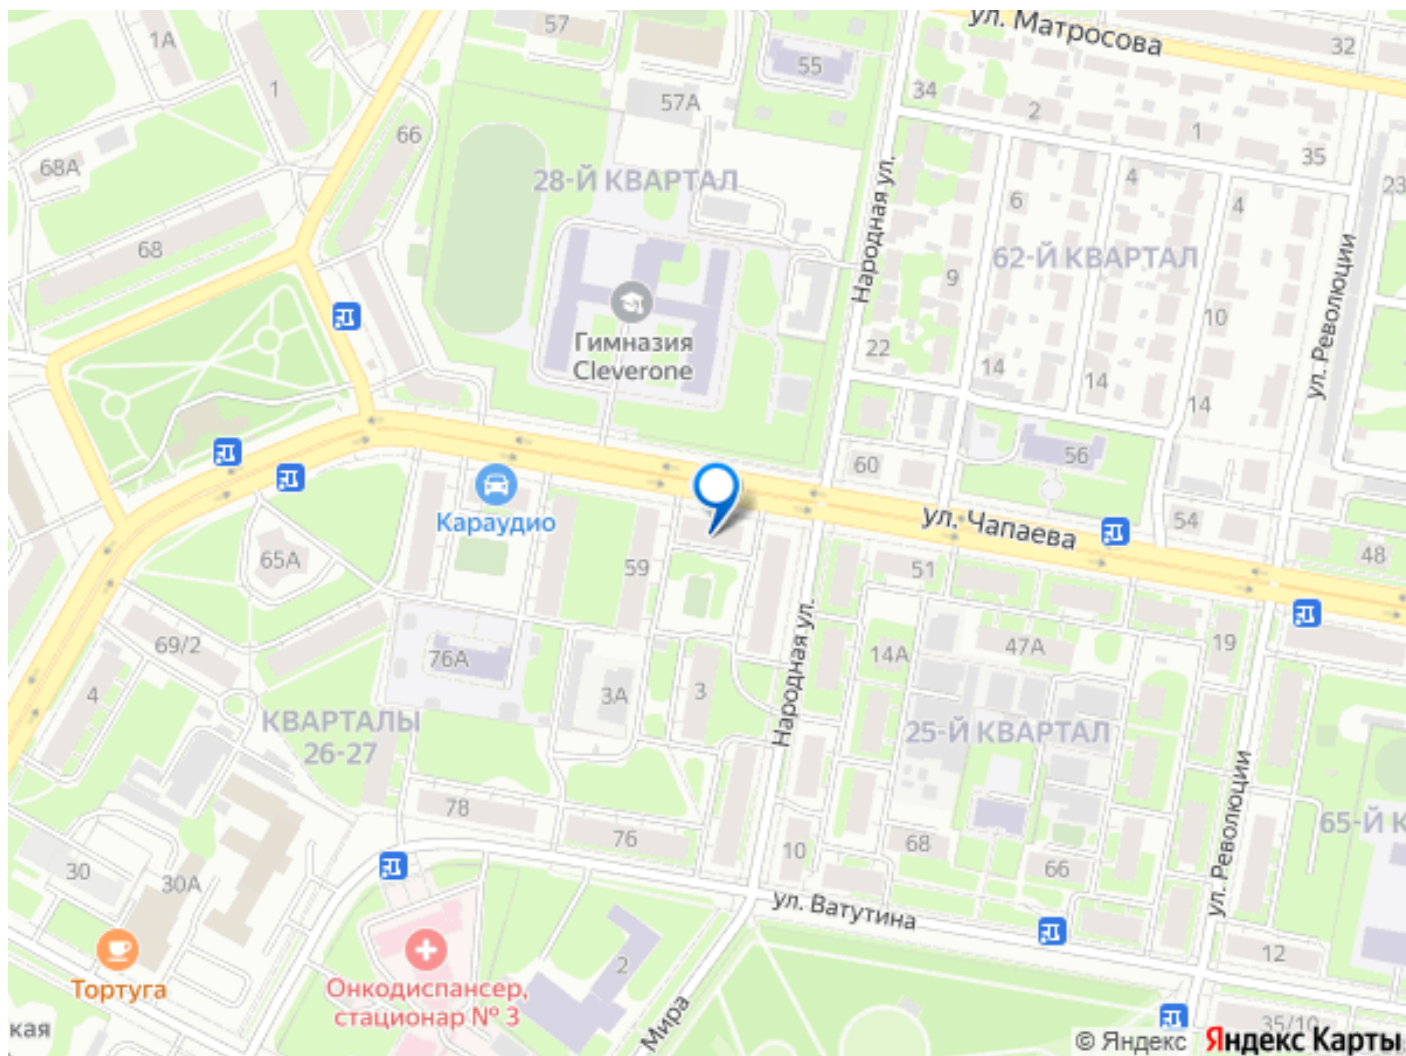 ул. Матросова
57
1А
32
55
1
57А
34
2
1
66
35
68А
28-Й КВАРТАЛ
4
23
6
4
Народная ул.
68
62-Й КВАРТАЛ
9
ул. Революции
10
Гимназия
Cleverone
22
14
14
14
56
60
Караудио
ул. Чапаева
54
48
65А
59
51
69/2
19
76А
14А
47А
4
3А
3
Народная ул.
КВАРТАЛЫ
26-27
25-Й КВАРТАЛ
ул. Революции
78
65-Й К
76
10
68
30
30А
66
ул. Ватутина
12
2
Тортуга
Онкодиспансер,
стационар № 3
Мира
кая
35/10
© Яндекс
Яндекс Карты